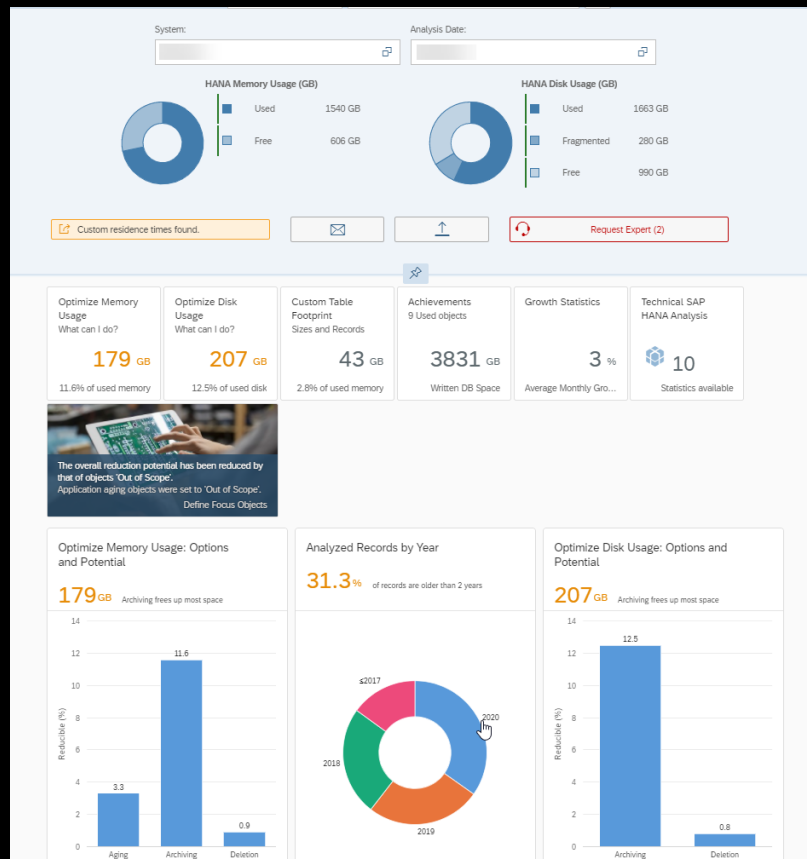 System:
Analysis Date:
HANA Memory Usage (GB)
Used 1540 GB
Free 606 GB
HANA Disk Usage (GB)
Used 1663 GB
Fragmented 280 GB
Free 990 GB
Custom residence times found.
Request Expert (2)
Optimize Memory
Usage
What can I do?
179 GB
11.6% of used memory
Optimize Disk
Usage
What can I do?
207 GB
12.5% of used disk
Custom Table
Footprint
Sizes and Records
43 GB
2.8% of used memory
Achievements
9 Used objects
3831 GB
Written DB Space
Growth Statistics
3 %
Average Monthly Gro...
Technical SAP
HANA Analysis
10
Statistics available
The overall reduction potential has been reduced by
that of objects 'Out of Scope'.
Application aging objects were set to 'Out of Scope'.
Define Focus Objects
Optimize Memory Usage: Options
and Potential
179 GB Archiving frees up most space
14
12
10
8
6
4
2
0
Reducible (%)
3.3
11.6
0.9
Aging
Archiving
Deletion
Analyzed Records by Year
31.3 % of records are older than 2 years
≤2017
2020
2018
2019
Optimize Disk Usage: Options and
Potential
207 GB Archiving frees up most space
14
12
10
8
6
4
2
0
Reducible (%)
12.5
0.8
Archiving
Deletion